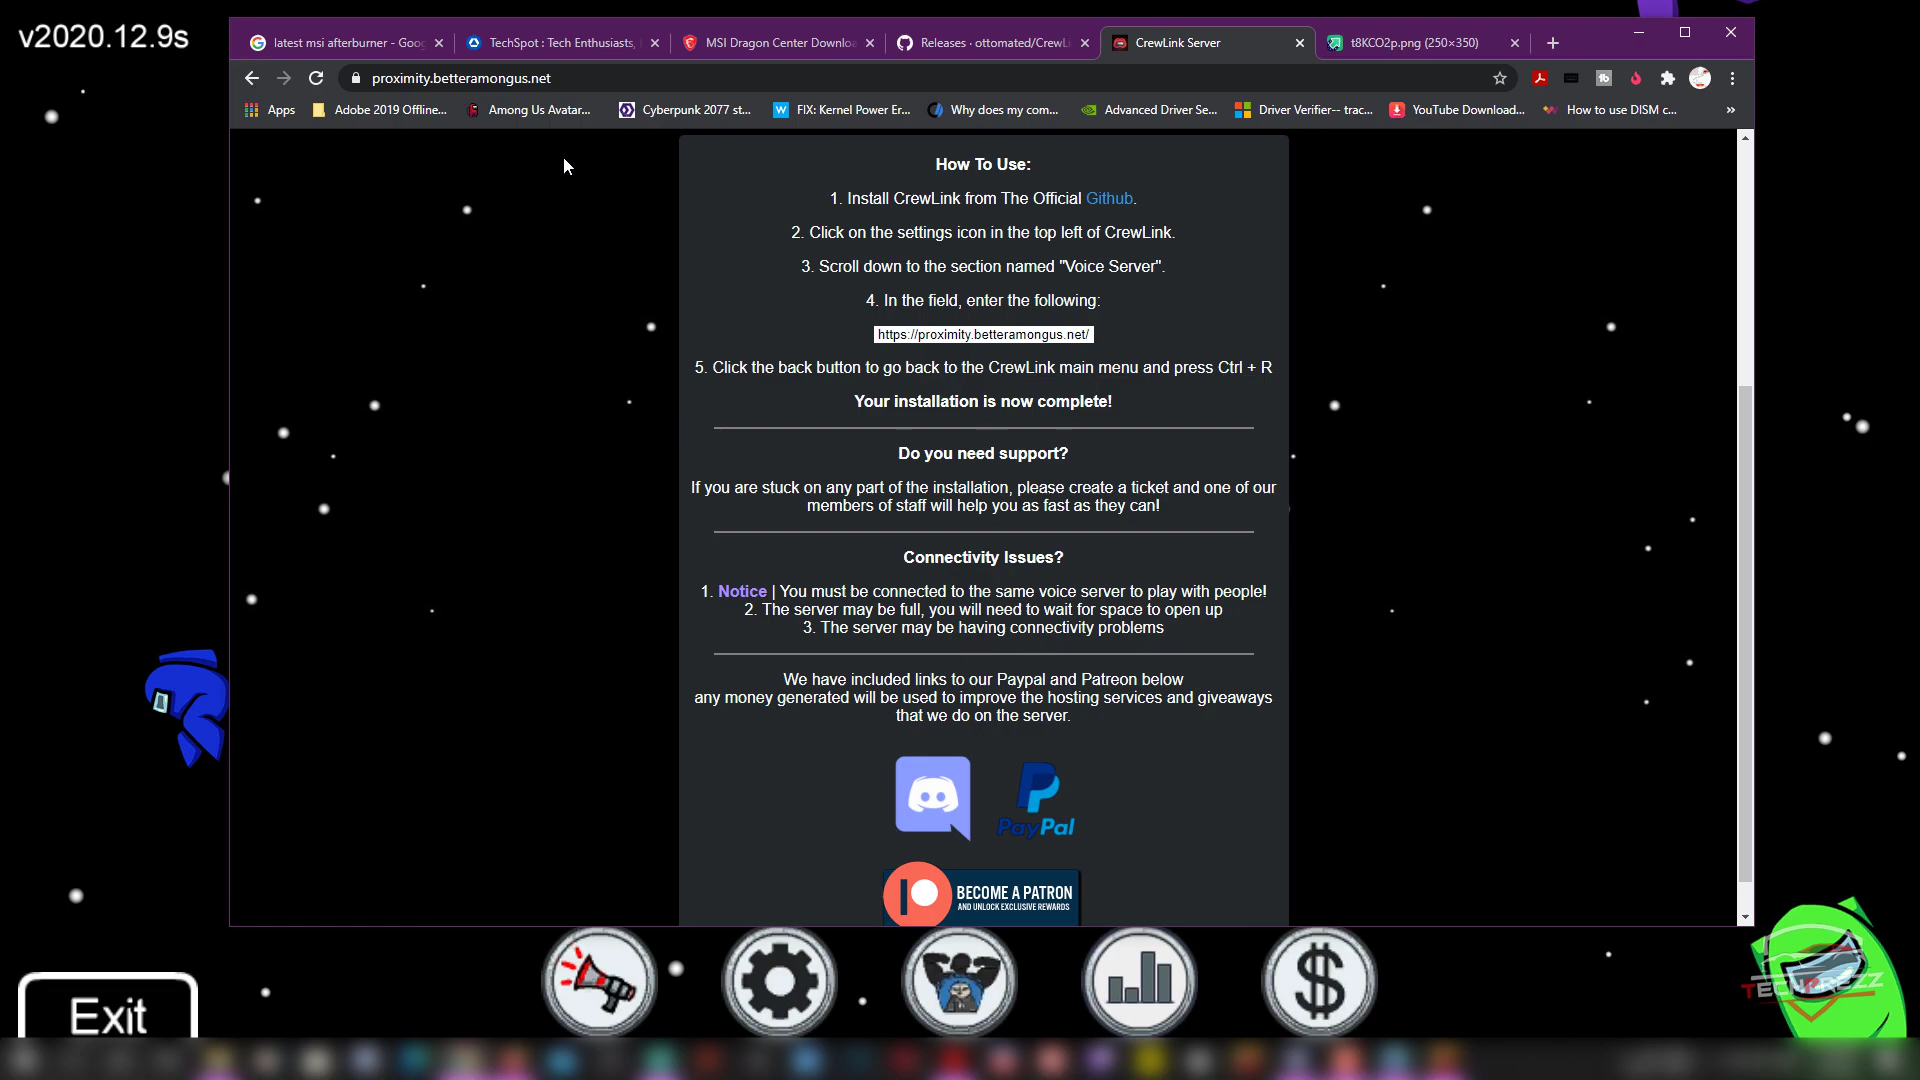 v2020.12.9s
latest msi afterburner - Goog
TechSpot : Tech Enthusiasts,
MSI Dragon Center Downloa
Releases · ottomated/CrewLi
CrewLink Server
t8KCO2p.png (250×350)
proximity.betteramongus.net
Apps
Adobe 2019 Offline...
Among Us Avatar...
Cyberpunk 2077 st...
FIX: Kernel Power Er...
Why does my com...
Advanced Driver Se...
Driver Verifier-- trac...
YouTube Download...
How to use DISM c...
»
How To Use:
1. Install CrewLink from The Official Github.
2. Click on the settings icon in the top left of CrewLink.
3. Scroll down to the section named "Voice Server".
4. In the field, enter the following:
https://proximity.betteramongus.net/
5. Click the back button to go back to the CrewLink main menu and press Ctrl + R
Your installation is now complete!
Do you need support?
If you are stuck on any part of the installation, please create a ticket and one of our
members of staff will help you as fast as they can!
Connectivity Issues?
1. Notice | You must be connected to the same voice server to play with people!
2. The server may be full, you will need to wait for space to open up
3. The server may be having connectivity problems
We have included links to our Paypal and Patreon below
any money generated will be used to improve the hosting services and giveaways
that we do on the server.
PayPal
BECOME A PATRON
AND UNLOCK EXCLUSIVE REWARDS
Exit
TECHPREZZ